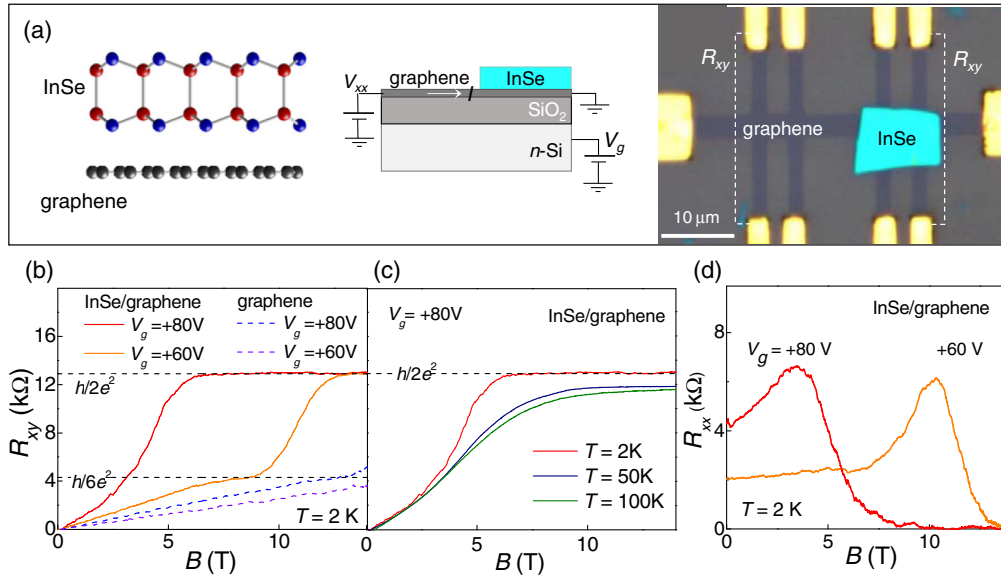 (a)
InSe
graphene
V_xx
graphene
InSe
SiO₂
n-Si
V_g
R_xy
R_xy
graphene
InSe
10 μm
(b)
InSe/graphene
graphene
V_g =+80V
V_g =+80V
V_g =+60V
V_g =+60V
h/2e²
h/6e²
T = 2 K
16
12
8
4
0
R_xy (kΩ)
0
5
10
B (T)
(c)
V_g = +80V
InSe/graphene
h/2e²
T = 2K
T = 50K
T = 100K
0
5
10
B (T)
(d)
InSe/graphene
V_g = +80 V
+60 V
T = 2 K
8
4
0
R_xx (kΩ)
0
5
10
B (T)